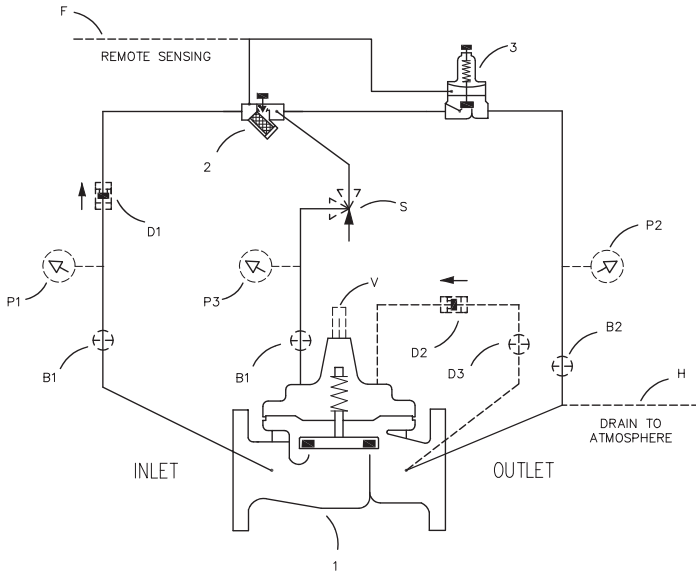 F
REMOTE SENSING
3
2
S
D1
P1
P3
P2
V
D2
D3
B1
B1
B2
H
DRAIN TO
ATMOSPHERE
INLET
OUTLET
1